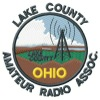 LAKE COUNTY
OHIO
AMATEUR RADIO ASSOC.